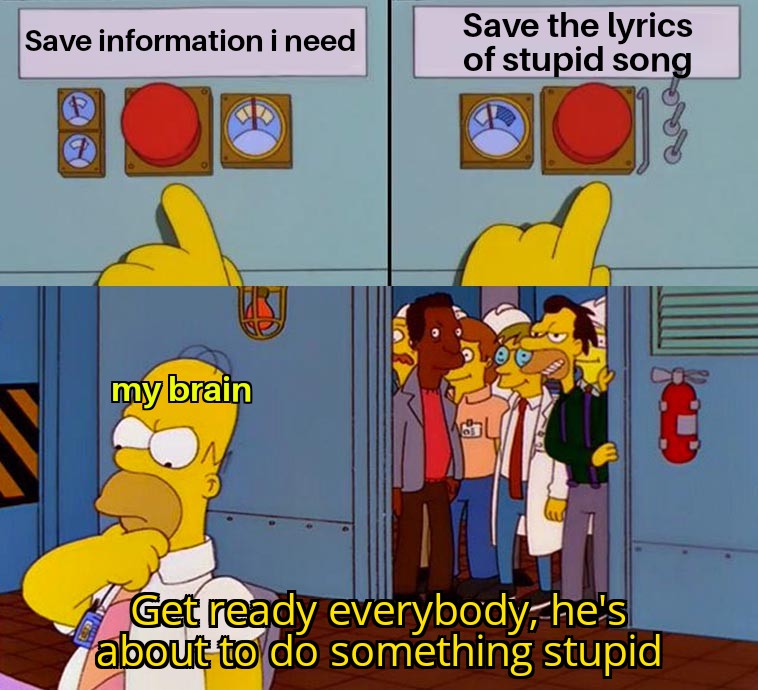 Save information i need
Save the lyrics
of stupid song
my brain
Get ready everybody, he's
about to do something stupid